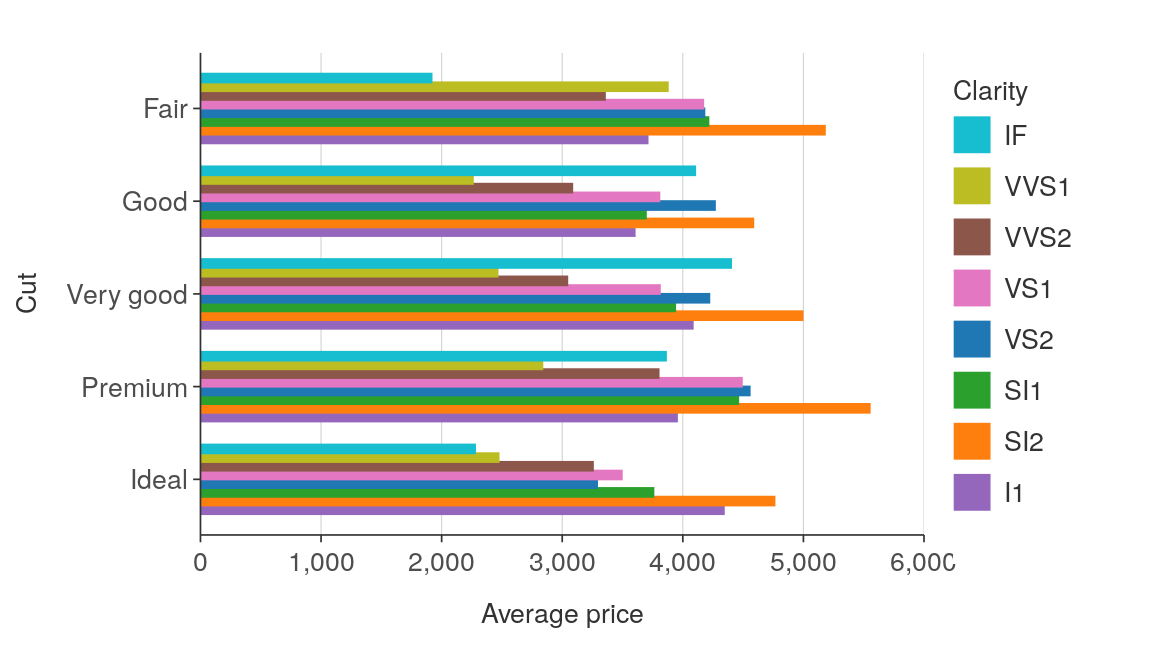 Clarity
IF
VVS1
VVS2
VS1
VS2
SI1
SI2
I1
Cut
Fair
Good
Very good
Premium
Ideal
0 1,000 2,000 3,000 4,000 5,000 6,000
Average price